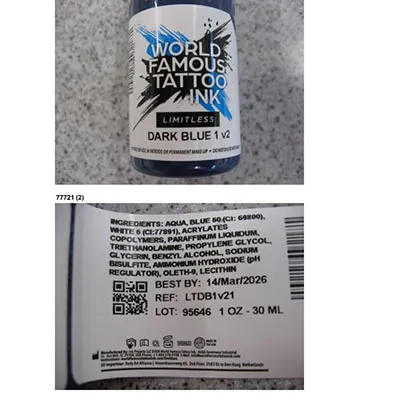 WORLD
FAMOUS
TATTOO
INK
LIMITLESS
DARK BLUE 1 v2
77721 (2)
INGREDIENTS: AQUA, BLUE 60 (CI: 69800),
WHITE 6 (CI:77891), ACRYLATES
COPOLYMERS, PARAFFINUM LIQUIDUM,
TRIETHANOLAMINE, PROPYLENE GLYCOL,
GLYCERIN, BENZYL ALCOHOL, SODIUM
BISULFITE, AMMONIUM HYDROXIDE (pH
REGULATOR), OLETH-9, LECITHIN
BEST BY: 14/Mar/2026
REF: LTDB1v21
LOT: 95646 1 OZ - 30 ML